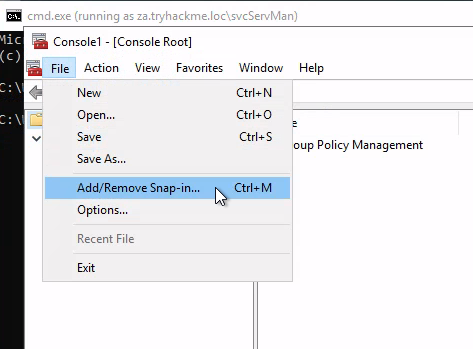 cmd.exe (running as za.tryhackme.loc\svcServMan)
Console1 - [Console Root]
File Action View Favorites Window Help
New Ctrl+N
Open... Ctrl+O
Save Ctrl+S
Save As...
Add/Remove Snap-in... Ctrl+M
Options...
Recent File
Exit
oup Policy Management
Mic
(c)
C:\
C:\